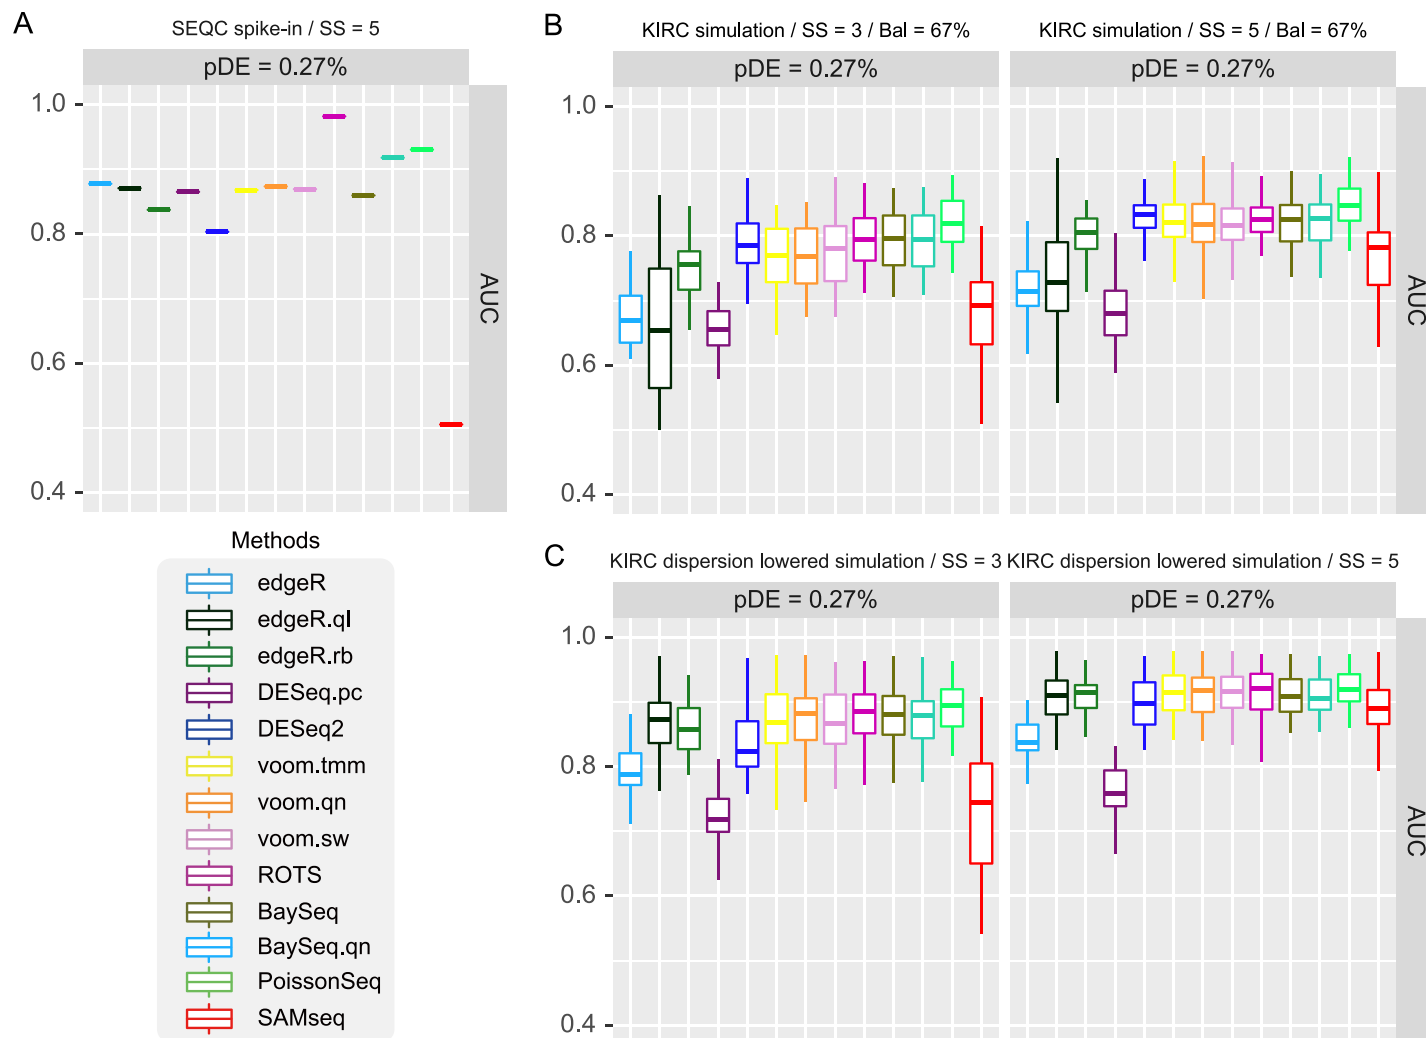 A
SEQC spike-in / SS = 5
pDE = 0.27%
1.0
0.8
0.6
0.4
AUC
Methods
edgeR
edgeR.ql
edgeR.rb
DESeq.pc
DESeq2
voom.tmm
voom.qn
voom.sw
ROTS
BaySeq
BaySeq.qn
PoissonSeq
SAMseq
B
KIRC simulation / SS = 3 / Bal = 67%
KIRC simulation / SS = 5 / Bal = 67%
pDE = 0.27%
pDE = 0.27%
1.0
0.8
0.6
0.4
AUC
C
KIRC dispersion lowered simulation / SS = 3
KIRC dispersion lowered simulation / SS = 5
pDE = 0.27%
pDE = 0.27%
1.0
0.8
0.6
0.4
AUC